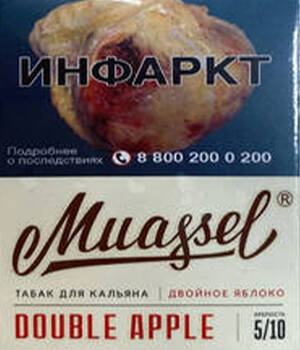 ИНФАРКТ
Подробнее
о последствиях 8 800 200 0 200
Muassel®
ТАБАК ДЛЯ КАЛЬЯНА | ДВОЙНОЕ ЯБЛОКО
DOUBLE APPLE
КРЕПОСТЬ
5/10